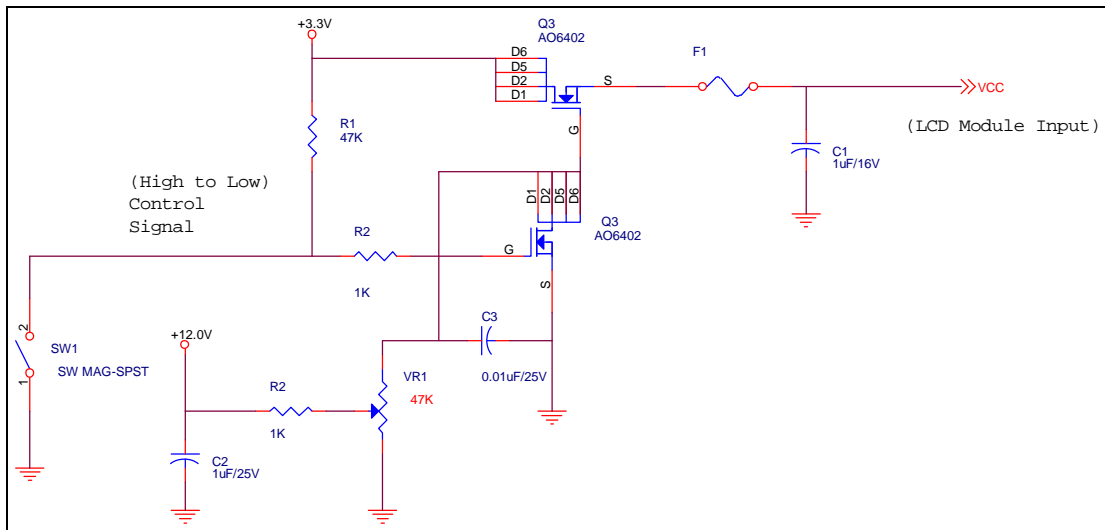 +3.3V
Q3
AO6402
D6
D5
D2
D1
S
G
F1
VCC
(LCD Module Input)
C1
1uF/16V
R1
47K
(High to Low)
Control
Signal
D1
D2
D5
D6
Q3
AO6402
R2
1K
G
S
2
1
SW1
SW MAG-SPST
+12.0V
C3
0.01uF/25V
R2
1K
VR1
47K
C2
1uF/25V